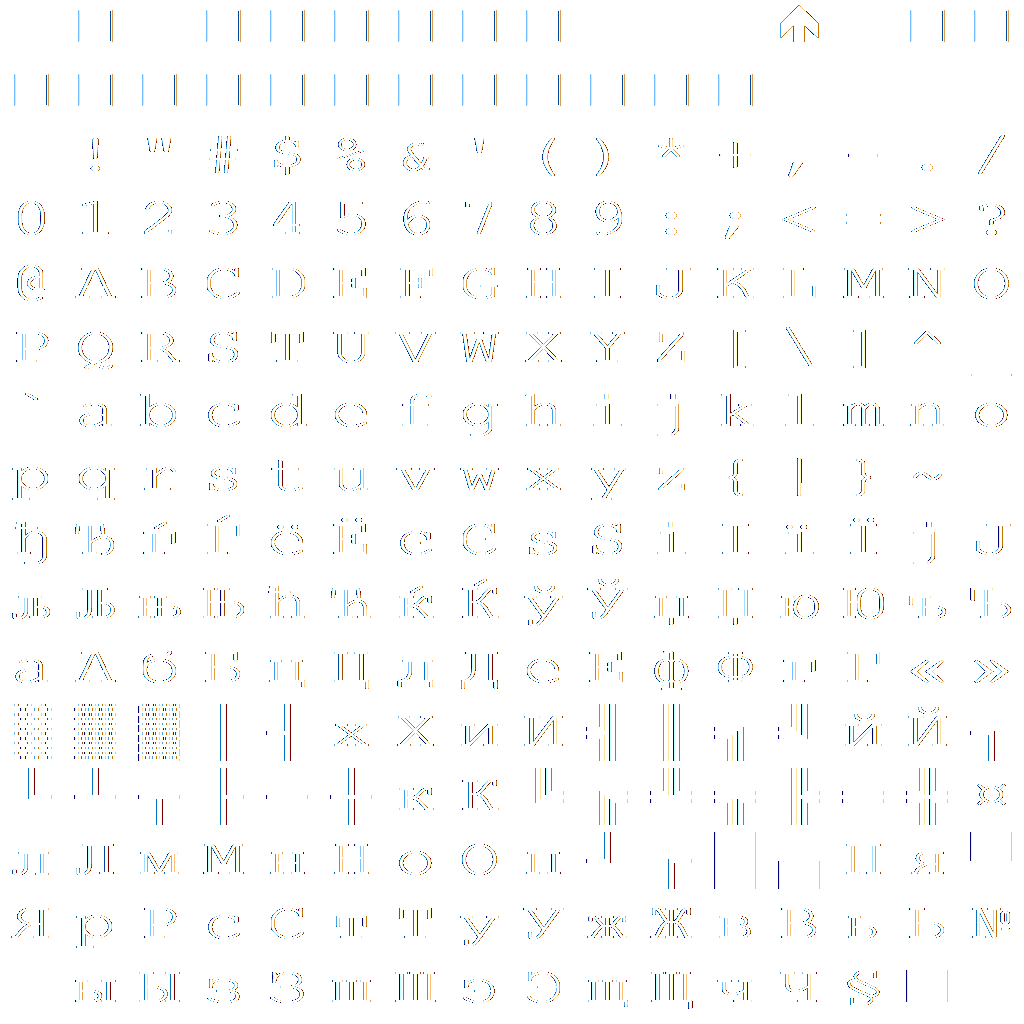 ! " # $ % & ' ( ) * + , - . /
0 1 2 3 4 5 6 7 8 9 : ; < = > ?
@ A B C D E F G H I J K L M N O
P Q R S T U V W X Y Z [ \ ] ^ _
` a b c d e f g h i j k l m n o
p q r s t u v w x y z { | } ~
ђ Ђ ѓ Ѓ ё Ё є Є ѕ Ѕ і І ї Ї ј Ј
љ Љ њ Њ ћ Ћ ќ Ќ ў Ў џ Џ ю Ю ъ Ъ
а А б Б ц Ц д Д е Е ф Ф г Г « »
░ ▒ ▓ │ ┤ х Х и И ╣ ║ ╗ ╝ й Й ┐
└ ┴ ┬ ├ ─ ┼ к К ╚ ╔ ╩ ╦ ╠ ═ ╬ ¤
л Л м М н Н о О п ┘ ┌ █ ▄ П я ▀
Я р Р с С т Т у У ж Ж в В ь Ь №
ы Ы з З ш Ш э Э щ Щ ч Ч § ■